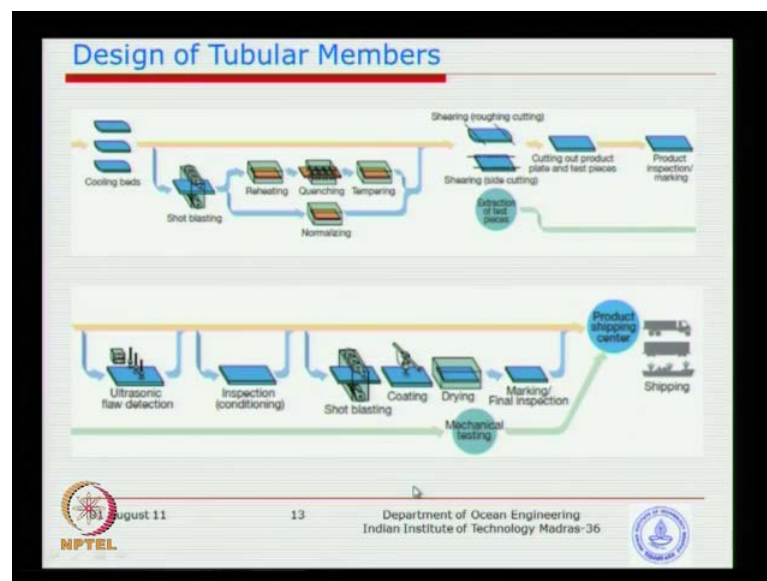 Design of Tubular Members
Shearing (roughing cutting)
Cooling beds
Shot blasting
Reheating Quenching Tempering
Normalizing
Shearing (side cutting)
Cutting out product
plate and test pieces
Product
inspection/
marking
Extraction
of test
pieces
Ultrasonic
flaw detection
Inspection
(conditioning)
Shot blasting
Coating
Drying
Marking/
Final inspection
Mechanical
testing
Product
shipping
center
Shipping
01 August 11
13
Department of Ocean Engineering
Indian Institute of Technology Madras-36
NPTEL